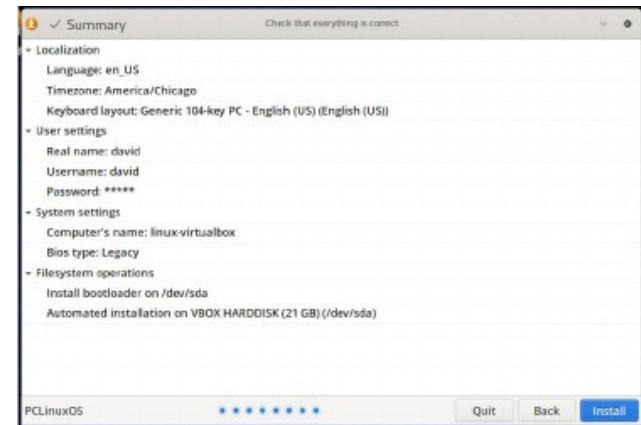 Summary
Check that everything is correct
Localization
Language: en_US
Timezone: America/Chicago
Keyboard layout: Generic 104-key PC - English (US) (English (US))
User settings
Real name: david
Username: david
Password: *****
System settings
Computer's name: linux-virtualbox
Bios type: Legacy
Filesystem operations
Install bootloader on /dev/sda
Automated installation on VBOX HARDDISK (21 GB) (/dev/sda)
PCLinuxOS
Quit
Back
Install